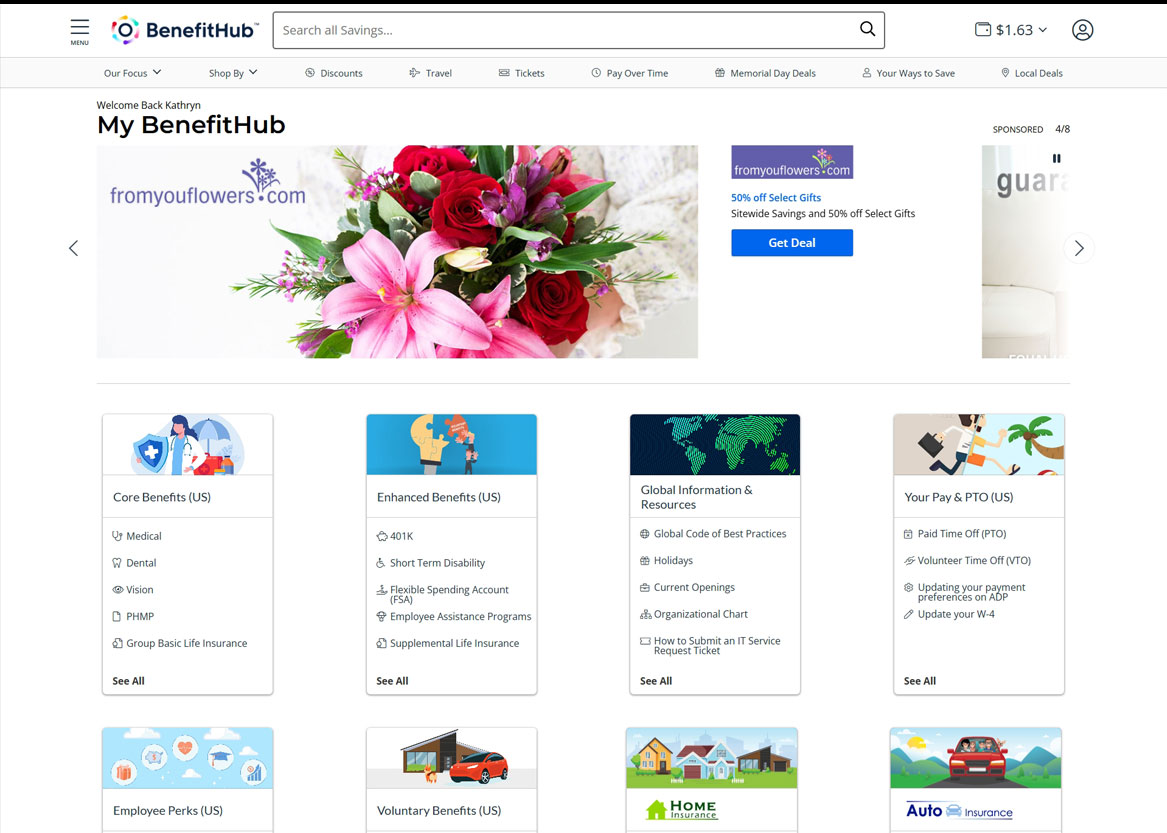 MENU
BenefitHub™
Search all Savings...
$1.63
Our Focus
Shop By
Discounts
Travel
Tickets
Pay Over Time
Memorial Day Deals
Your Ways to Save
Local Deals
Welcome Back Kathryn
My BenefitHub
SPONSORED 4/8
fromyouflowers.com
fromyouflowers.com
50% off Select Gifts
Sitewide Savings and 50% off Select Gifts
Get Deal
guara
Core Benefits (US)
Medical
Dental
Vision
PHMP
Group Basic Life Insurance
See All
Enhanced Benefits (US)
401K
Short Term Disability
Flexible Spending Account
(FSA)
Employee Assistance Programs
Supplemental Life Insurance
See All
Global Information &
Resources
Global Code of Best Practices
Holidays
Current Openings
Organizational Chart
How to Submit an IT Service
Request Ticket
See All
Your Pay & PTO (US)
Paid Time Off (PTO)
Volunteer Time Off (VTO)
Updating your payment
preferences on ADP
Update your W-4
See All
Employee Perks (US)
Voluntary Benefits (US)
HOME
Insurance
Auto Insurance